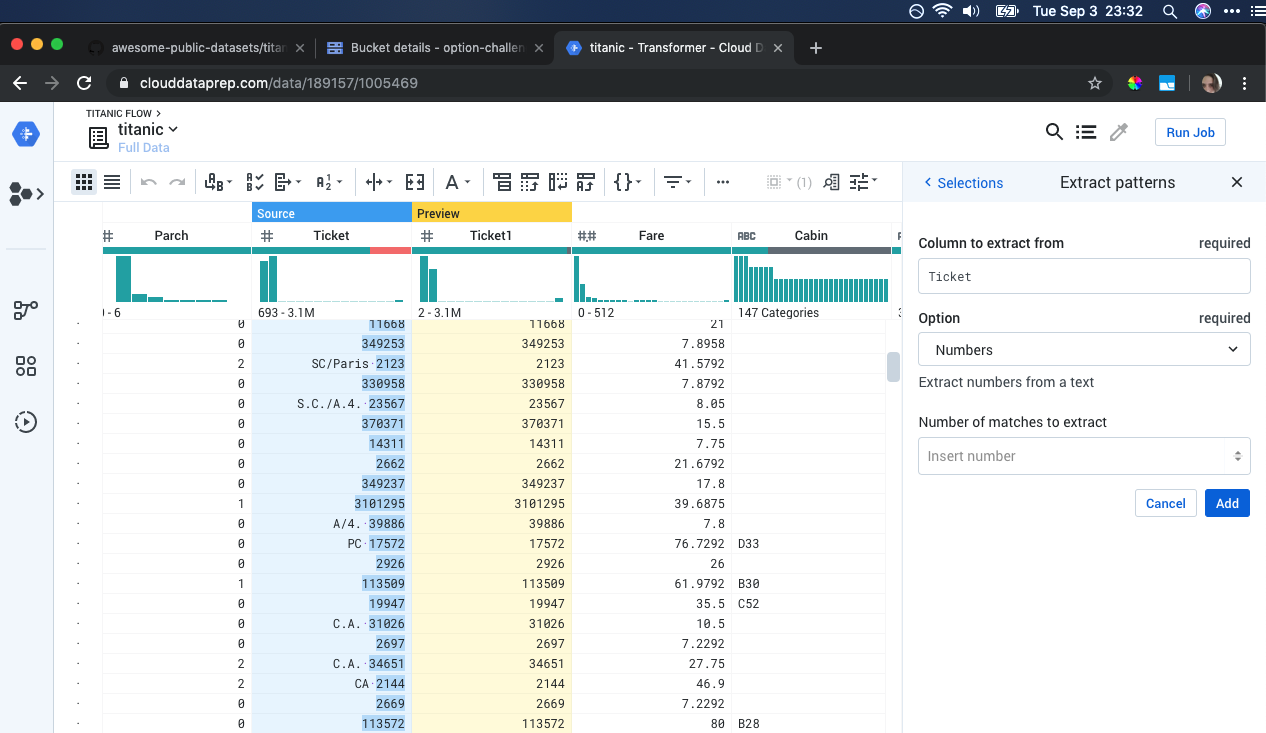 Tue Sep 3 23:32
awesome-public-datasets/titan
Bucket details - option-challen
titanic - Transformer - Cloud D
clouddataprep.com/data/189157/1005469
TITANIC FLOW
titanic
Full Data
Run Job
(1)
Source
Preview
# Parch
# Ticket
# Ticket1
#.# Fare
ABC Cabin
0 - 6
693 - 3.1M
2 - 3.1M
0 - 512
147 Categories
0 11668 11668 21
0 349253 349253 7.8958
2 SC/Paris·2123 2123 41.5792
0 330958 330958 7.8792
0 S.C./A.4.·23567 23567 8.05
0 370371 370371 15.5
0 14311 14311 7.75
0 2662 2662 21.6792
0 349237 349237 17.8
1 3101295 3101295 39.6875
0 A/4.·39886 39886 7.8
0 PC·17572 17572 76.7292 D33
0 2926 2926 26
1 113509 113509 61.9792 B30
0 19947 19947 35.5 C52
0 C.A.·31026 31026 10.5
0 2697 2697 7.2292
2 C.A.·34651 34651 27.75
2 CA·2144 2144 46.9
0 2669 2669 7.2292
0 113572 113572 80 B28
Selections
Extract patterns
Column to extract from required
Ticket
Option required
Numbers
Extract numbers from a text
Number of matches to extract
Insert number
Cancel
Add